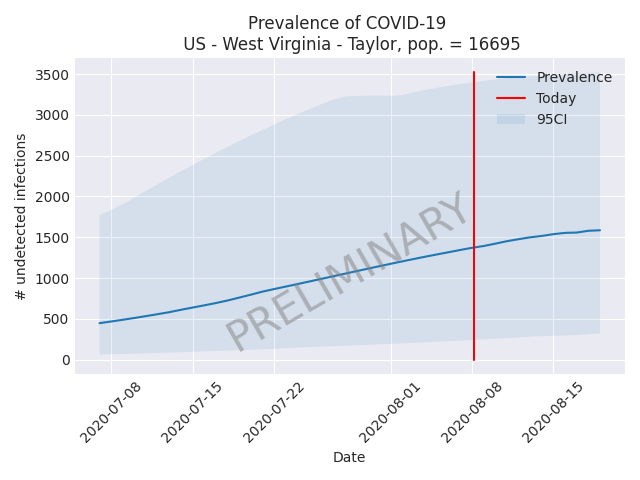 Prevalence of COVID-19
US - West Virginia - Taylor, pop. = 16695
3500
3000
2500
2000
1500
1000
500
0
# undetected infections
Prevalence
Today
95CI
PRELIMINARY
2020-07-08
2020-07-15
2020-07-22
2020-08-01
2020-08-08
2020-08-15
Date